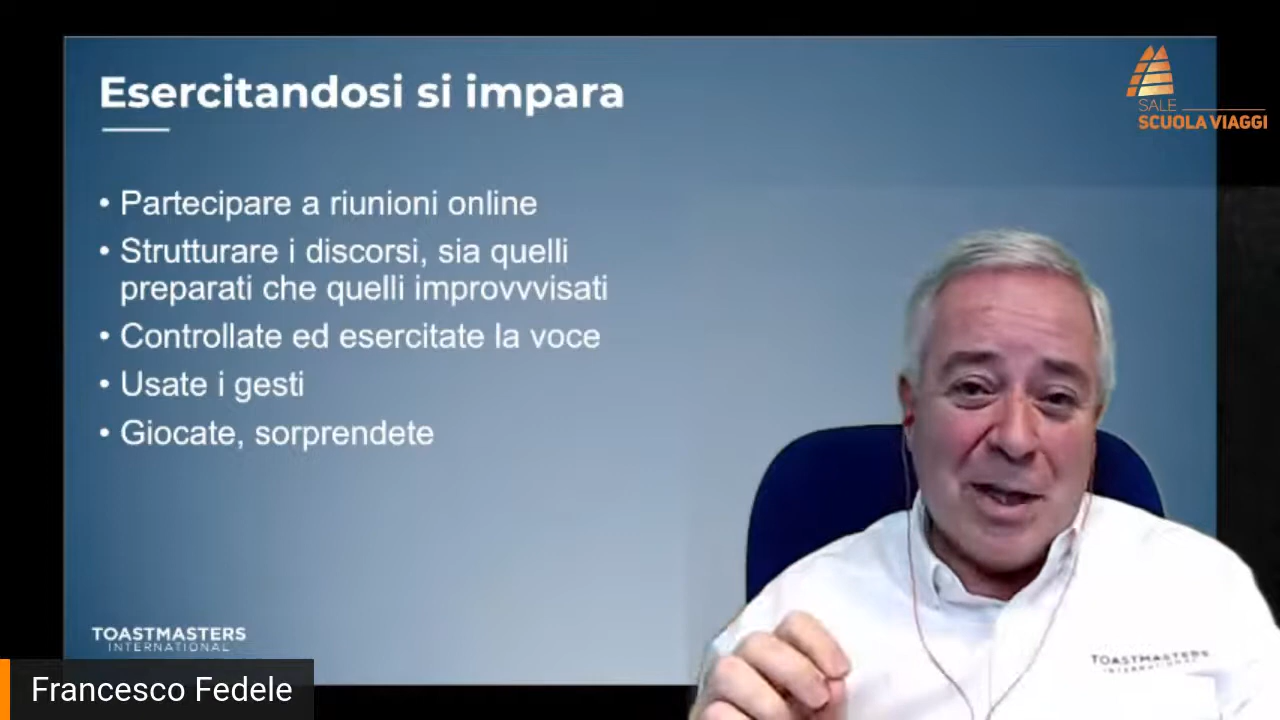 Esercitandosi si impara
SALE
SCUOLA VIAGGI
• Partecipare a riunioni online
• Strutturare i discorsi, sia quelli
preparati che quelli improvvvisati
• Controllate ed esercitate la voce
• Usate i gesti
• Giocate, sorprendete
TOASTMASTERS
INTERNATIONAL
TOASTMASTERS
INTERNATIONAL
Francesco Fedele